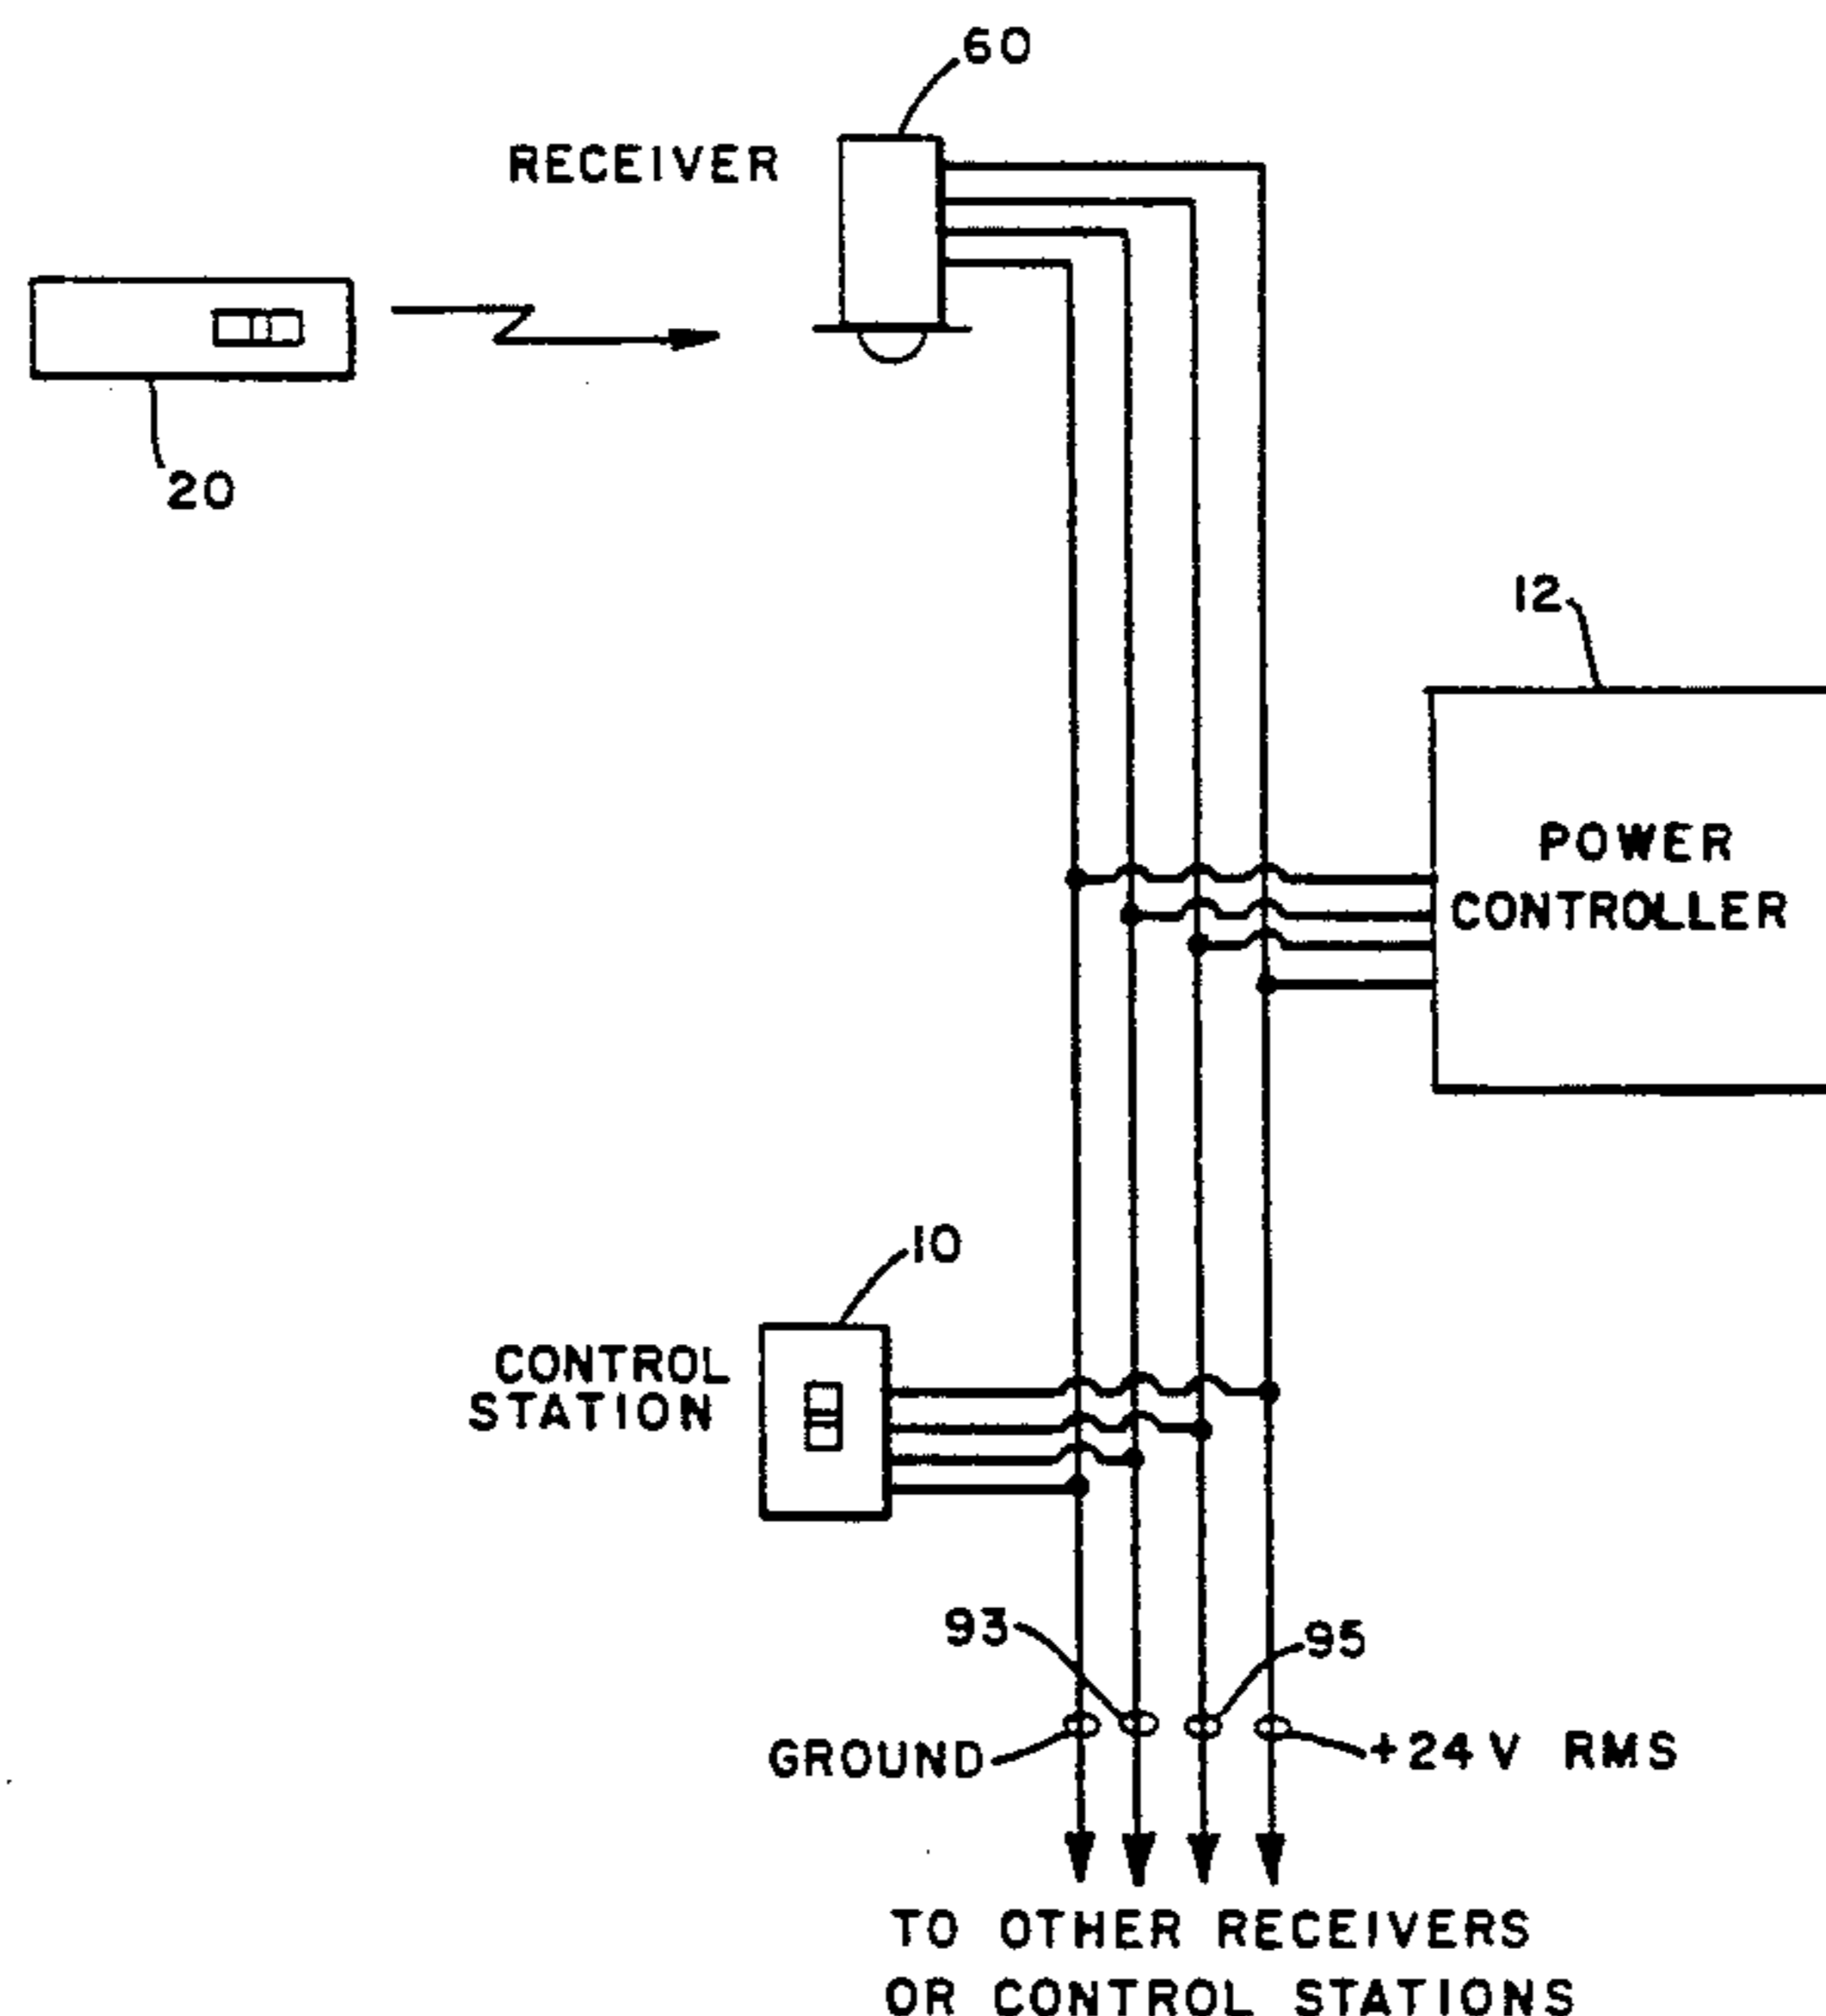 60
RECEIVER
20
12
POWER
CONTROLLER
10
CONTROL
STATION
93
95
GROUND
+24V RMS
TO OTHER RECEIVERS
OR CONTROL STATIONS